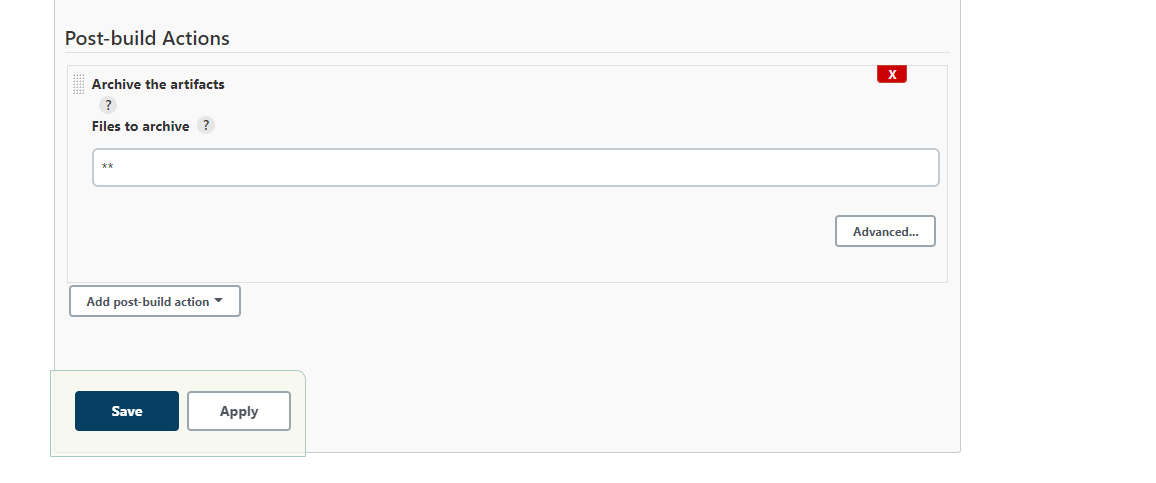 Post-build Actions
X
Archive the artifacts
?
Files to archive ?
**
Advanced...
Add post-build action
Save Apply